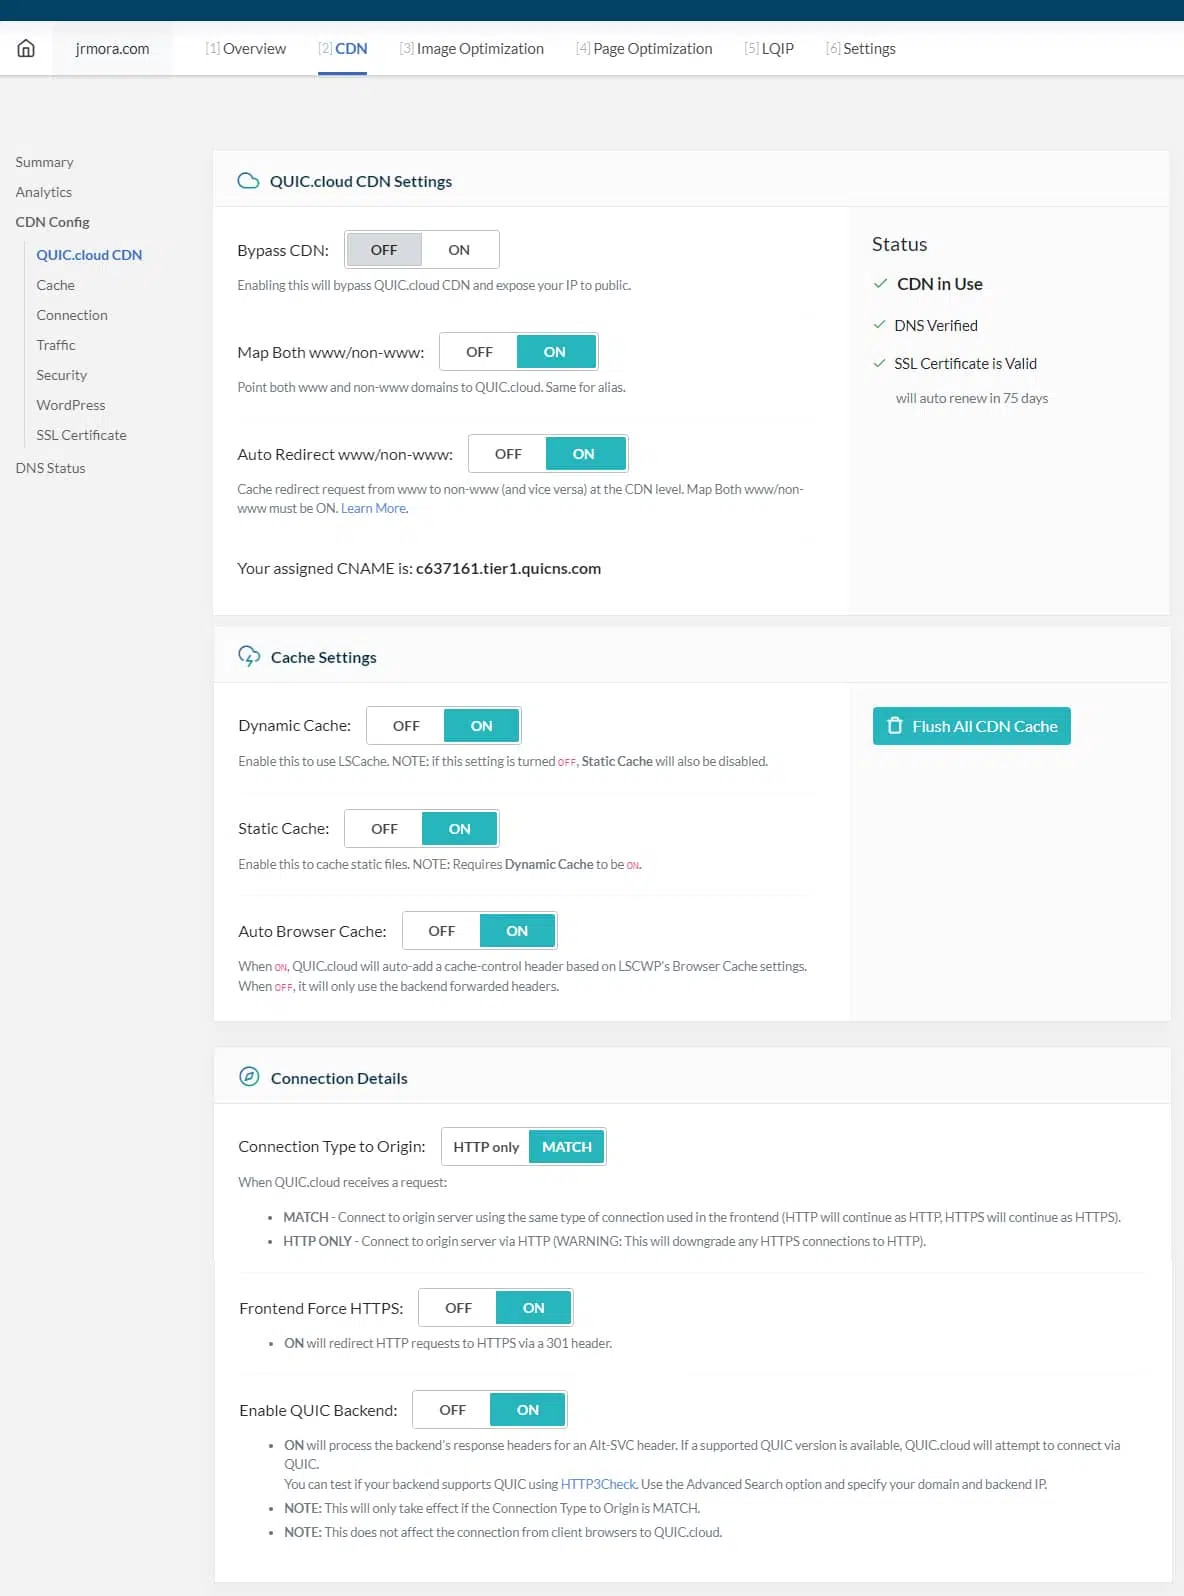 jrmora.com
[1] Overview
[2] CDN
[3] Image Optimization
[4] Page Optimization
[5] LQIP
[6] Settings
Summary
Analytics
CDN Config
QUIC.cloud CDN
Cache
Connection
Traffic
Security
WordPress
SSL Certificate
DNS Status
QUIC.cloud CDN Settings
Bypass CDN: OFF ON
Enabling this will bypass QUIC.cloud CDN and expose your IP to public.
Map Both www/non-www: OFF ON
Point both www and non-www domains to QUIC.cloud. Same for alias.
Auto Redirect www/non-www: OFF ON
Cache redirect request from www to non-www (and vice versa) at the CDN level. Map Both www/non-
www must be ON. Learn More.
Your assigned CNAME is: c637161.tier1.quicns.com
Status
CDN in Use
DNS Verified
SSL Certificate is Valid
will auto renew in 75 days
Cache Settings
Dynamic Cache: OFF ON
Enable this to use LSCache. NOTE: if this setting is turned OFF, Static Cache will also be disabled.
Static Cache: OFF ON
Enable this to cache static files. NOTE: Requires Dynamic Cache to be ON.
Auto Browser Cache: OFF ON
When ON, QUIC.cloud will auto-add a cache-control header based on LSCWP's Browser Cache settings.
When OFF, it will only use the backend forwarded headers.
Flush All CDN Cache
Connection Details
Connection Type to Origin: HTTP only MATCH
When QUIC.cloud receives a request:
• MATCH - Connect to origin server using the same type of connection used in the frontend (HTTP will continue as HTTP, HTTPS will continue as HTTPS).
• HTTP ONLY - Connect to origin server via HTTP (WARNING: This will downgrade any HTTPS connections to HTTP).
Frontend Force HTTPS: OFF ON
• ON will redirect HTTP requests to HTTPS via a 301 header.
Enable QUIC Backend: OFF ON
• ON will process the backend's response headers for an Alt-SVC header. If a supported QUIC version is available, QUIC.cloud will attempt to connect via
QUIC.
You can test if your backend supports QUIC using HTTP3Check. Use the Advanced Search option and specify your domain and backend IP.
• NOTE: This will only take effect if the Connection Type to Origin is MATCH.
• NOTE: This does not affect the connection from client browsers to QUIC.cloud.